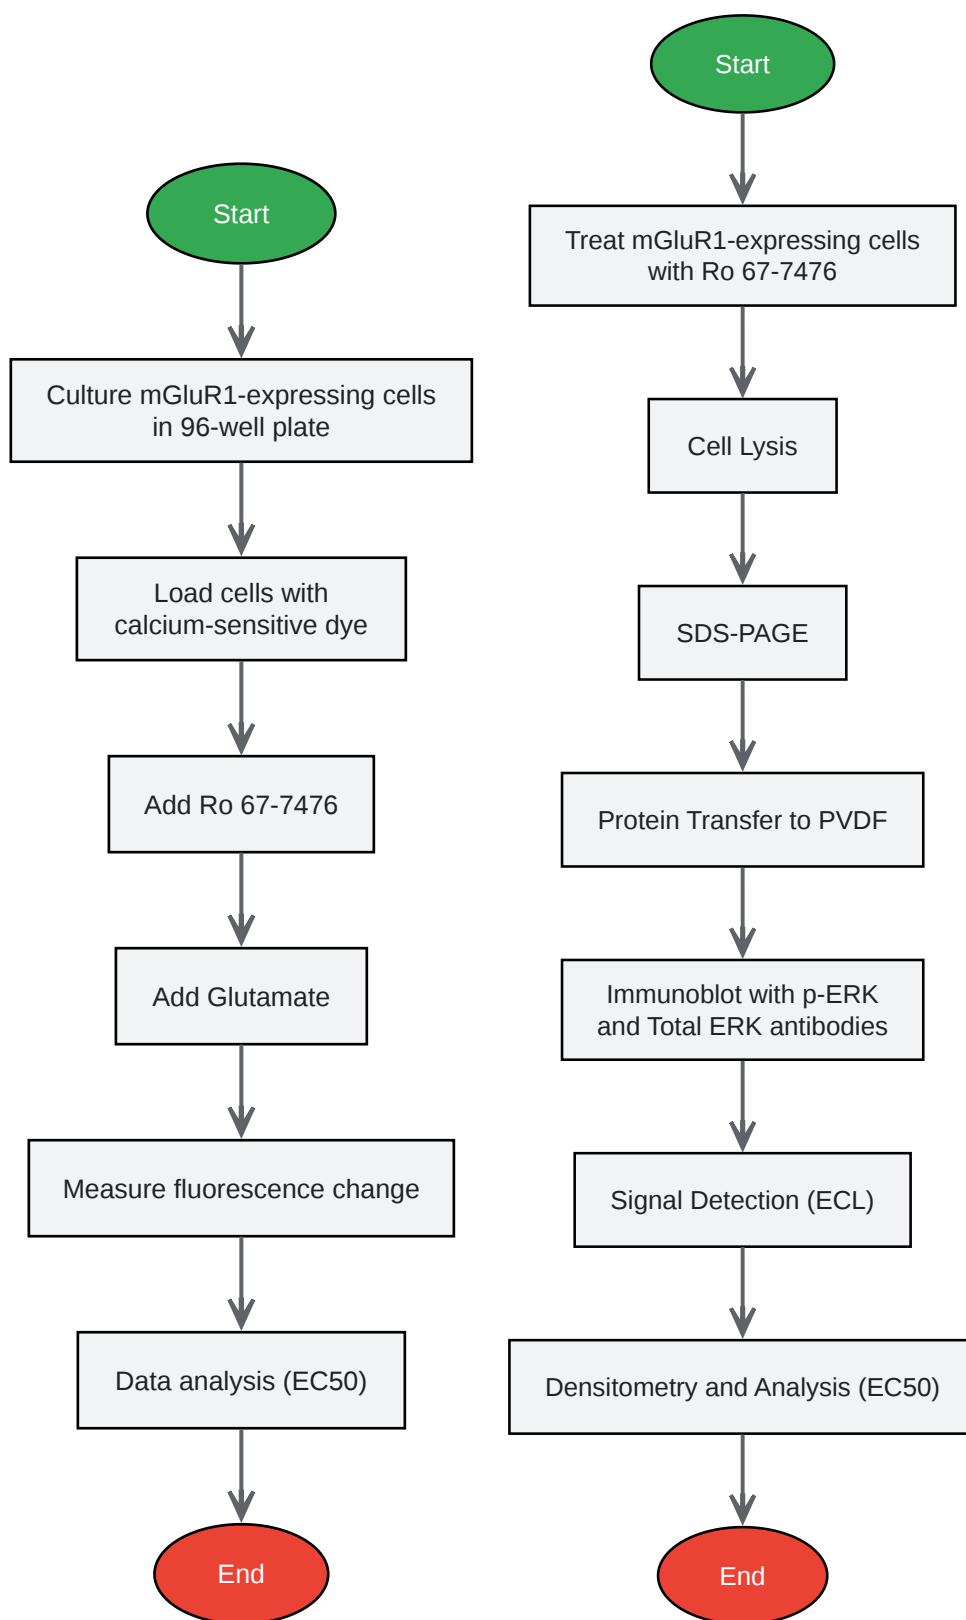 Start
Culture mGluR1-expressing cells
in 96-well plate
Load cells with
calcium-sensitive dye
Add Ro 67-7476
Add Glutamate
Measure fluorescence change
Data analysis (EC50)
End
Start
Treat mGluR1-expressing cells
with Ro 67-7476
Cell Lysis
SDS-PAGE
Protein Transfer to PVDF
Immunoblot with p-ERK
and Total ERK antibodies
Signal Detection (ECL)
Densitometry and Analysis (EC50)
End